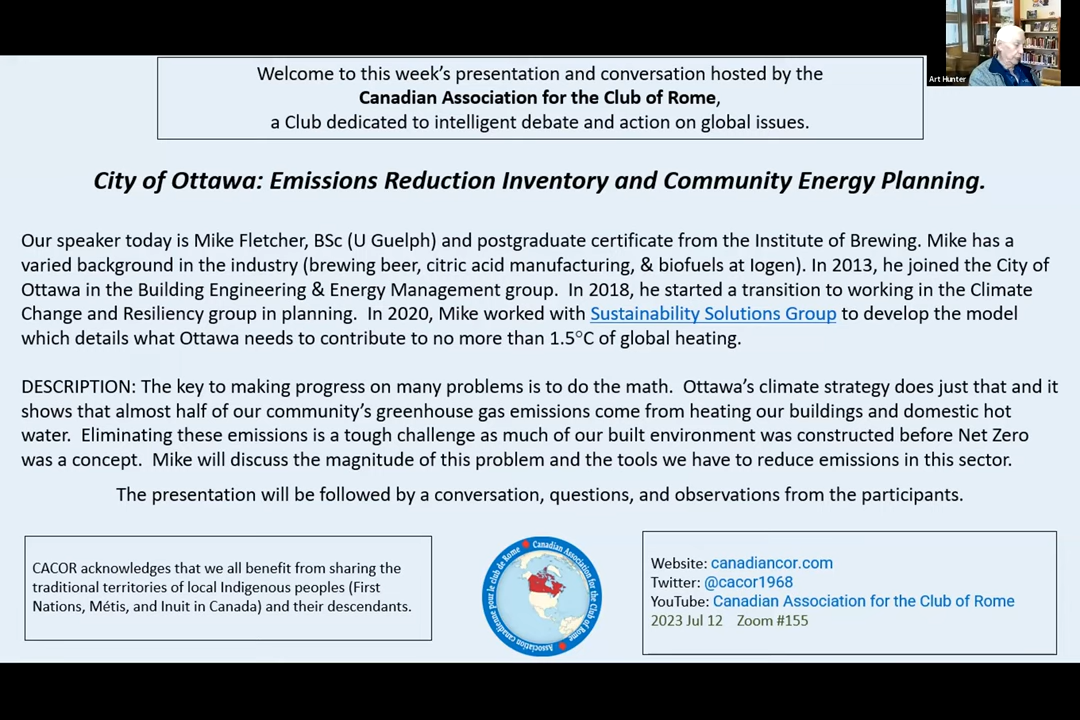 Art Hunter
Welcome to this week's presentation and conversation hosted by the
Canadian Association for the Club of Rome,
a Club dedicated to intelligent debate and action on global issues.
City of Ottawa: Emissions Reduction Inventory and Community Energy Planning.
Our speaker today is Mike Fletcher, BSc (U Guelph) and postgraduate certificate from the Institute of Brewing. Mike has a
varied background in the industry (brewing beer, citric acid manufacturing, & biofuels at Iogen). In 2013, he joined the City of
Ottawa in the Building Engineering & Energy Management group. In 2018, he started a transition to working in the Climate
Change and Resiliency group in planning. In 2020, Mike worked with Sustainability Solutions Group to develop the model
which details what Ottawa needs to contribute to no more than 1.5°C of global heating.
DESCRIPTION: The key to making progress on many problems is to do the math. Ottawa's climate strategy does just that and it
shows that almost half of our community's greenhouse gas emissions come from heating our buildings and domestic hot
water. Eliminating these emissions is a tough challenge as much of our built environment was constructed before Net Zero
was a concept. Mike will discuss the magnitude of this problem and the tools we have to reduce emissions in this sector.
The presentation will be followed by a conversation, questions, and observations from the participants.
CACOR acknowledges that we all benefit from sharing the
traditional territories of local Indigenous peoples (First
Nations, Métis, and Inuit in Canada) and their descendants.
Canadian Association for the Club of Rome
Association canadienne pour le club de Rome
Website: canadiancor.com
Twitter: @cacor1968
YouTube: Canadian Association for the Club of Rome
2023 Jul 12 Zoom #155